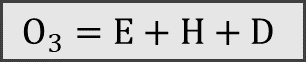 O₃ = E + H + D